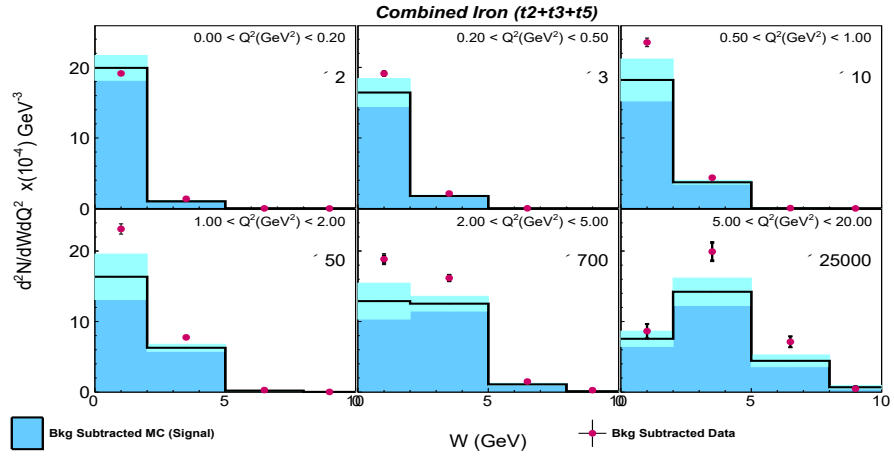 Combined Iron (t2+t3+t5)
0.00 < Q²(GeV²) < 0.20
0.20 < Q²(GeV²) < 0.50
0.50 < Q²(GeV²) < 1.00
´ 2
´ 3
´ 10
20
10
0
1.00 < Q²(GeV²) < 2.00
2.00 < Q²(GeV²) < 5.00
5.00 < Q²(GeV²) < 20.00
´ 50
´ 700
´ 25000
20
10
0
d²N/dWdQ² x(10⁻⁴) GeV⁻³
0 5 10
0 5 10
0 5 10
W (GeV)
Bkg Subtracted MC (Signal)
Bkg Subtracted Data